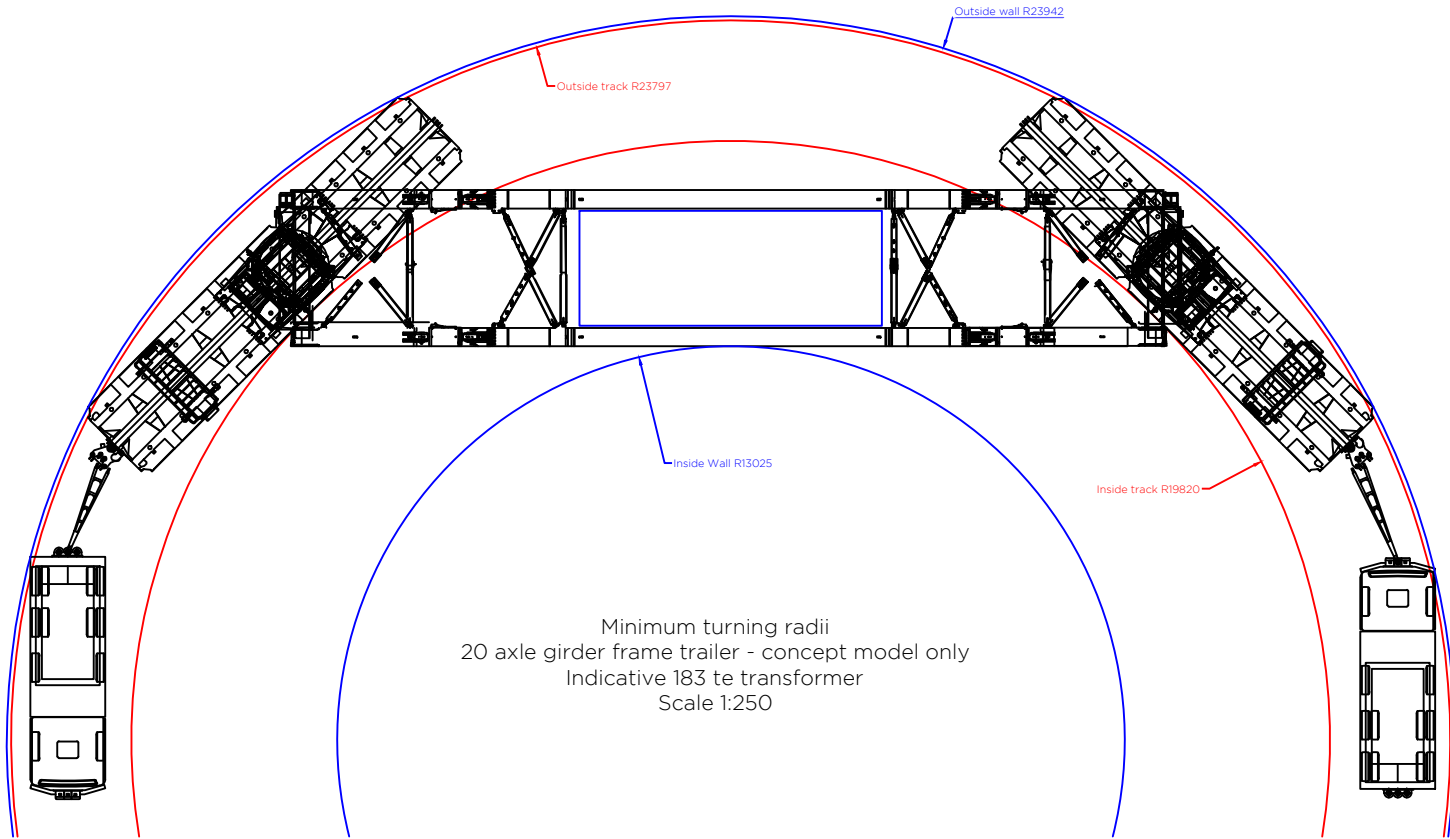 Outside wall R23942
Outside track R23797
Inside Wall R13025
Inside track R19820
Minimum turning radii
20 axle girder frame trailer - concept model only
Indicative 183 te transformer
Scale 1:250